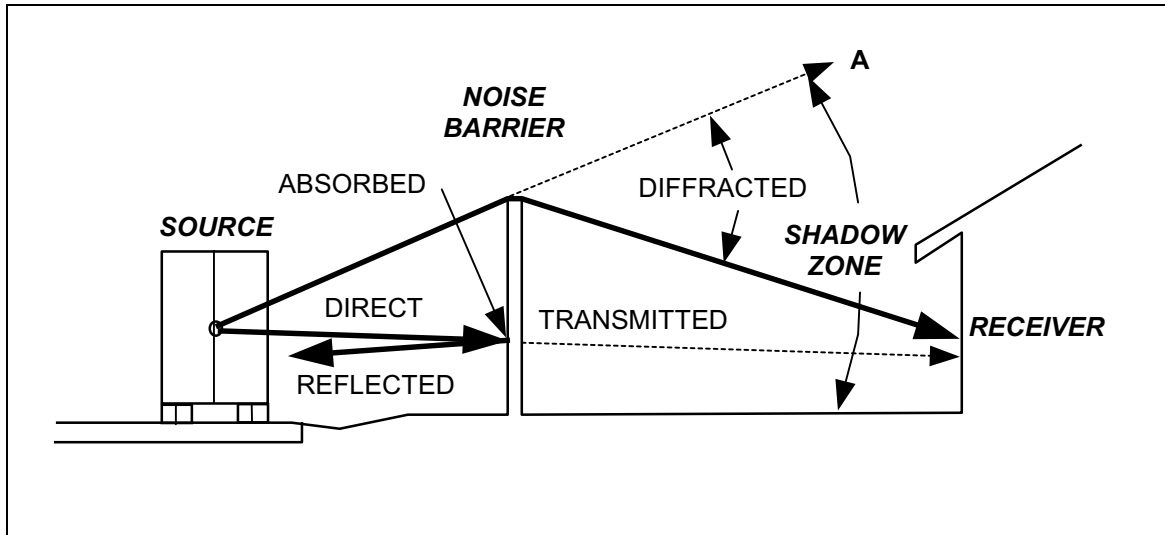 A
NOISE
BARRIER
ABSORBED
DIFFRACTED
SOURCE
SHADOW
ZONE
DIRECT
TRANSMITTED
RECEIVER
REFLECTED